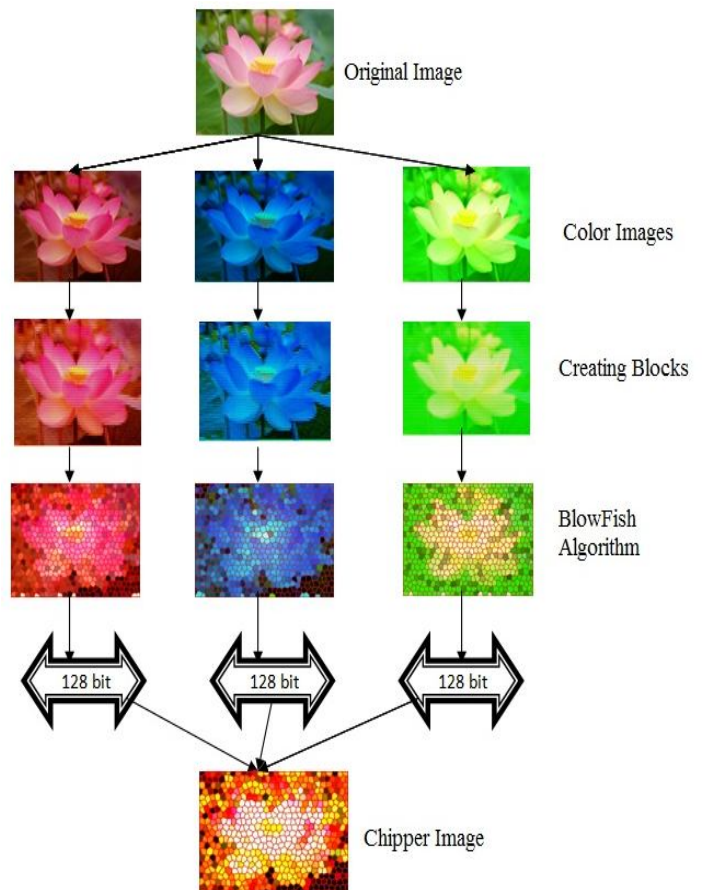 Original Image
Color Images
Creating Blocks
BlowFish
Algorithm
128 bit
128 bit
128 bit
Chipper Image